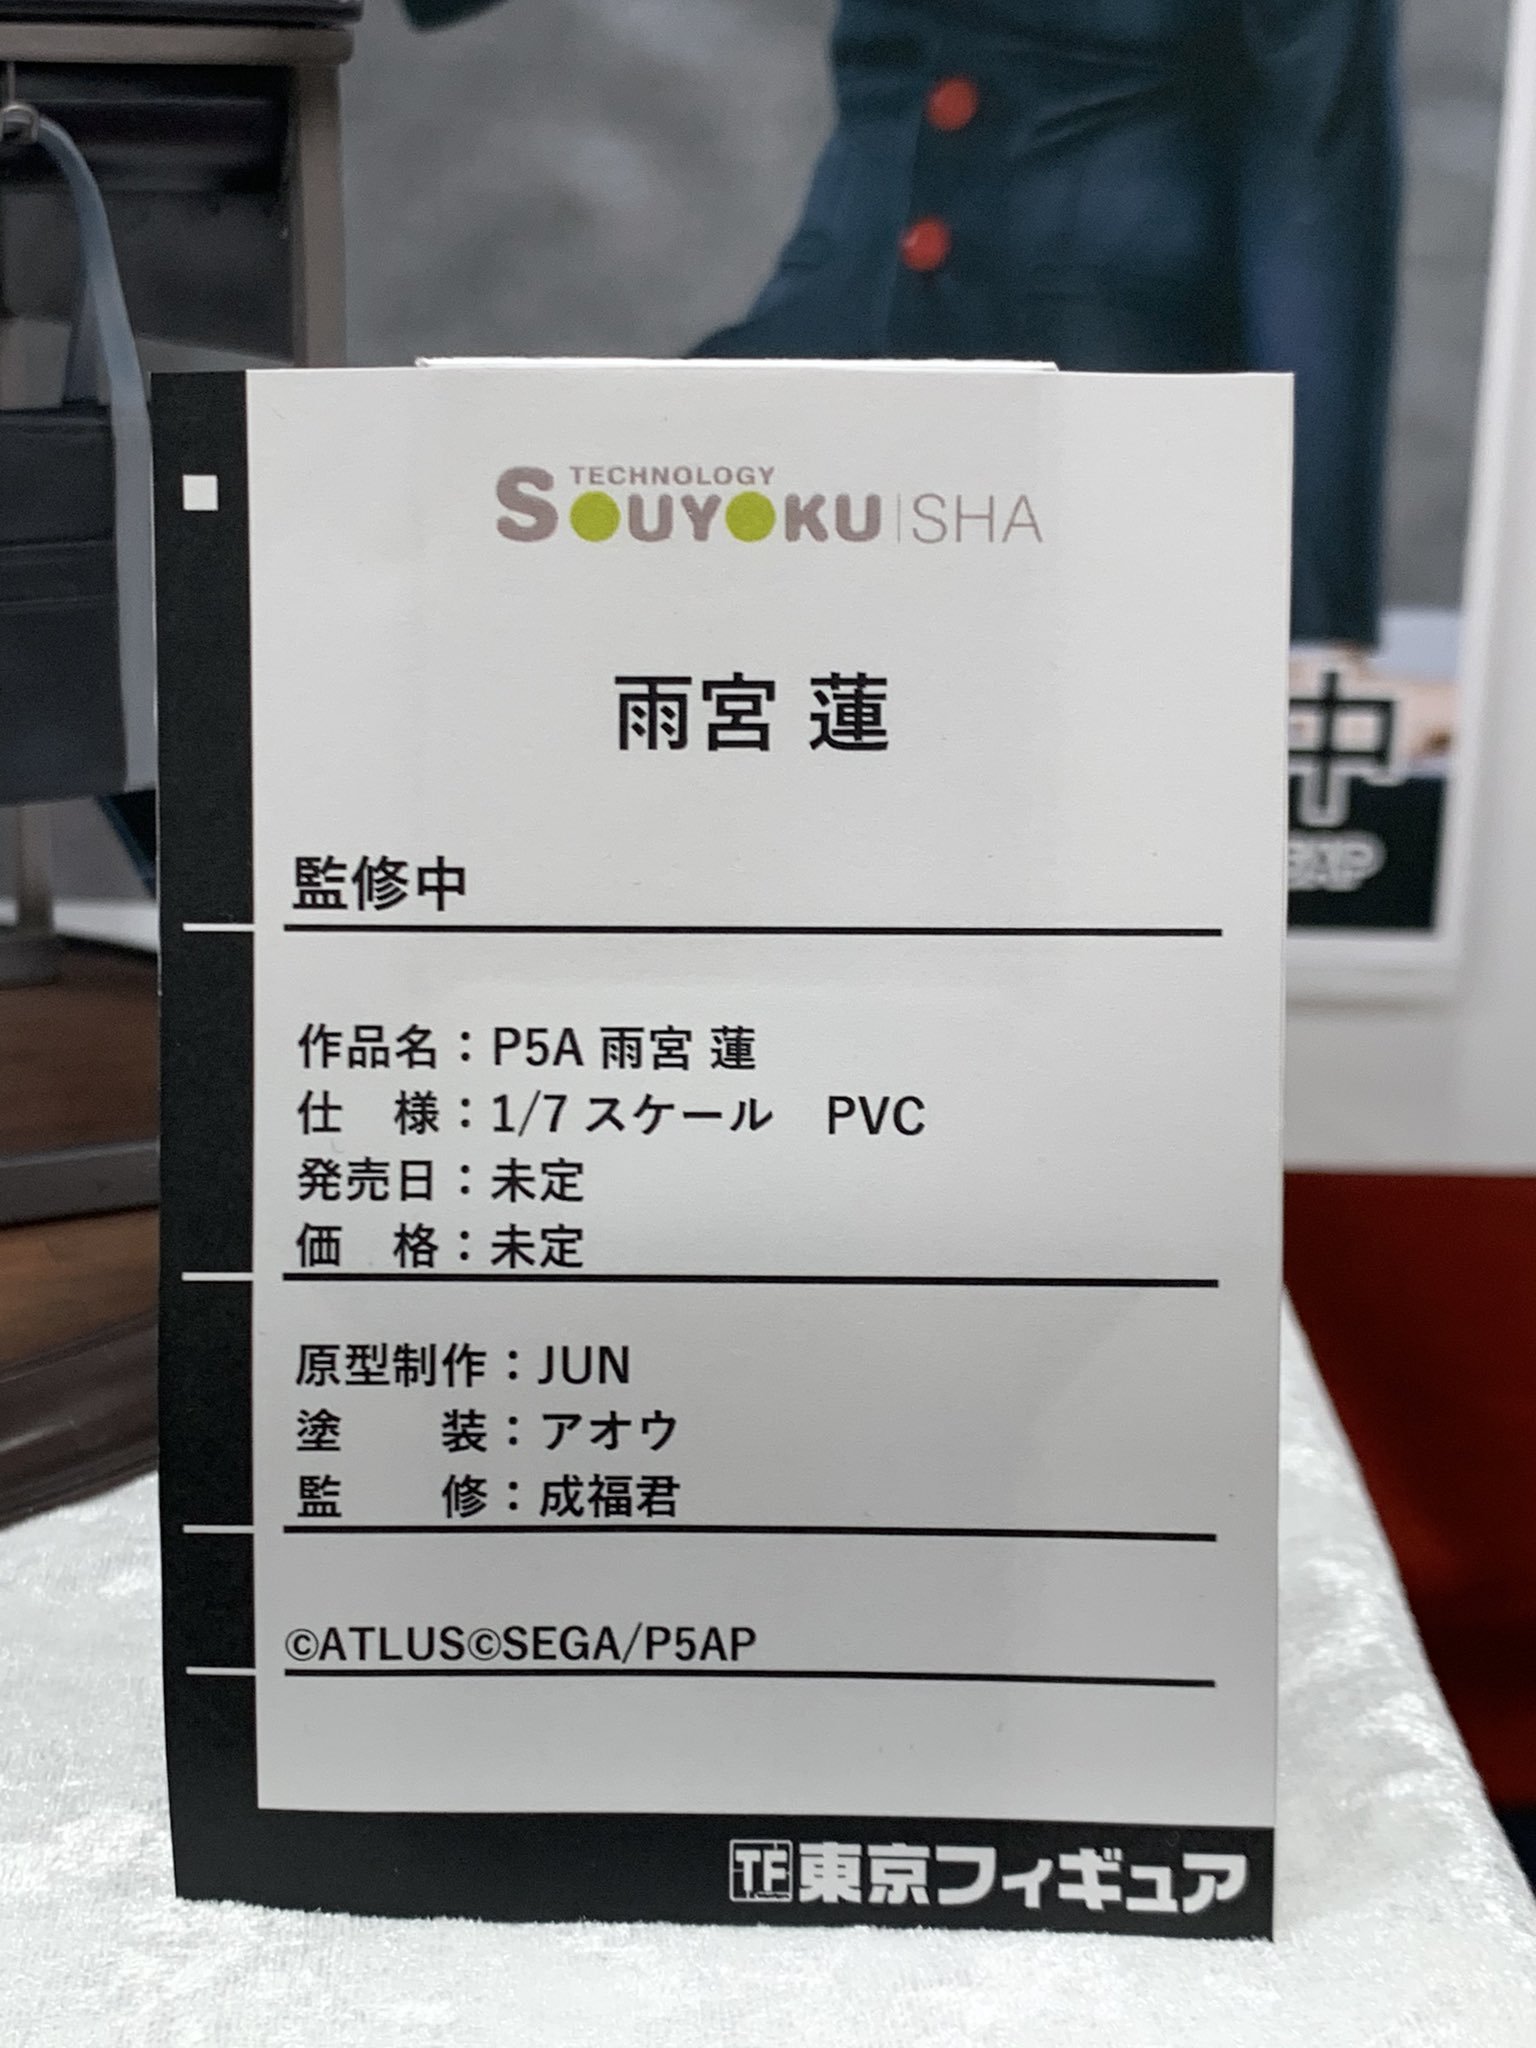 TECHNOLOGY
SOUYOKU|SHA
雨宮 蓮
監修中
作品名：P5A 雨宮 蓮
仕　様：1/7 スケール　PVC
発売日：未定
価　格：未定
原型制作：JUN
塗　　装：アオウ
監　　修：成福君
©ATLUS©SEGA/P5AP
TF 東京フィギュア
中